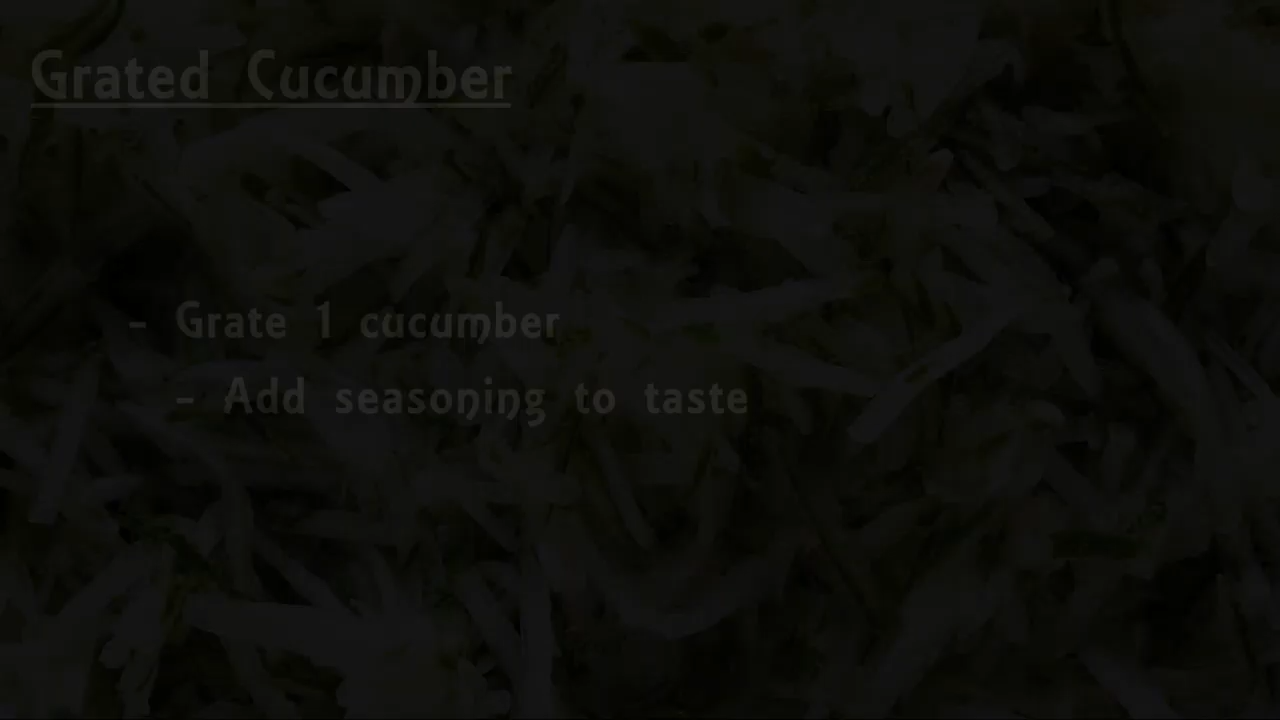 Grated Cucumber
- Grate 1 cucumber
- Add seasoning to taste